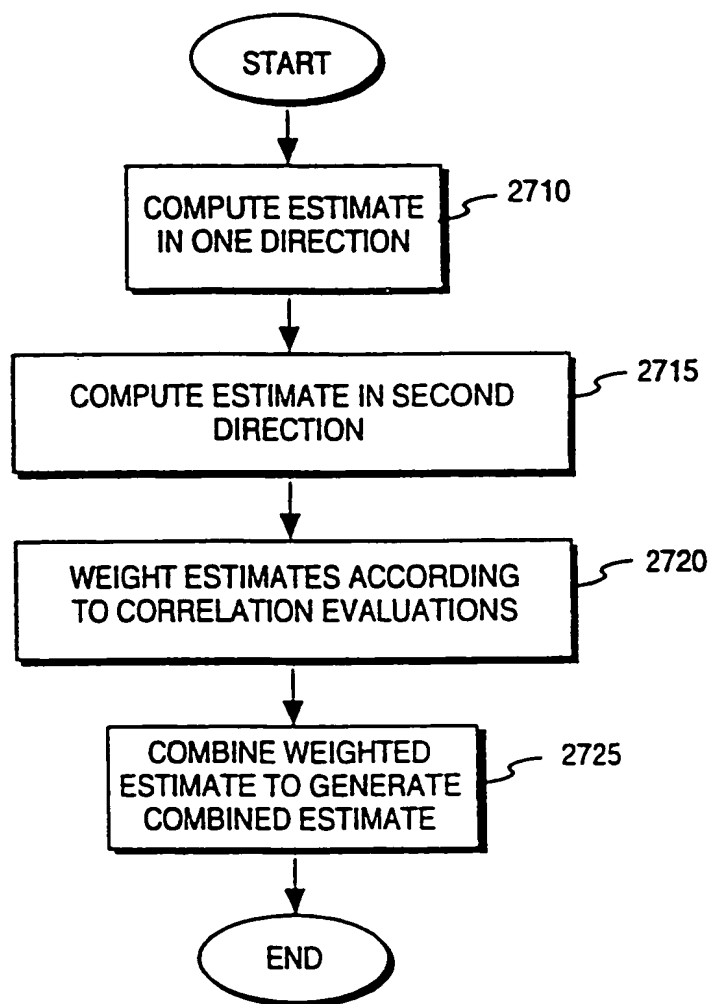 START
COMPUTE ESTIMATE
IN ONE DIRECTION
2710
COMPUTE ESTIMATE IN SECOND
DIRECTION
2715
WEIGHT ESTIMATES ACCORDING
TO CORRELATION EVALUATIONS
2720
COMBINE WEIGHTED
ESTIMATE TO GENERATE
COMBINED ESTIMATE
2725
END